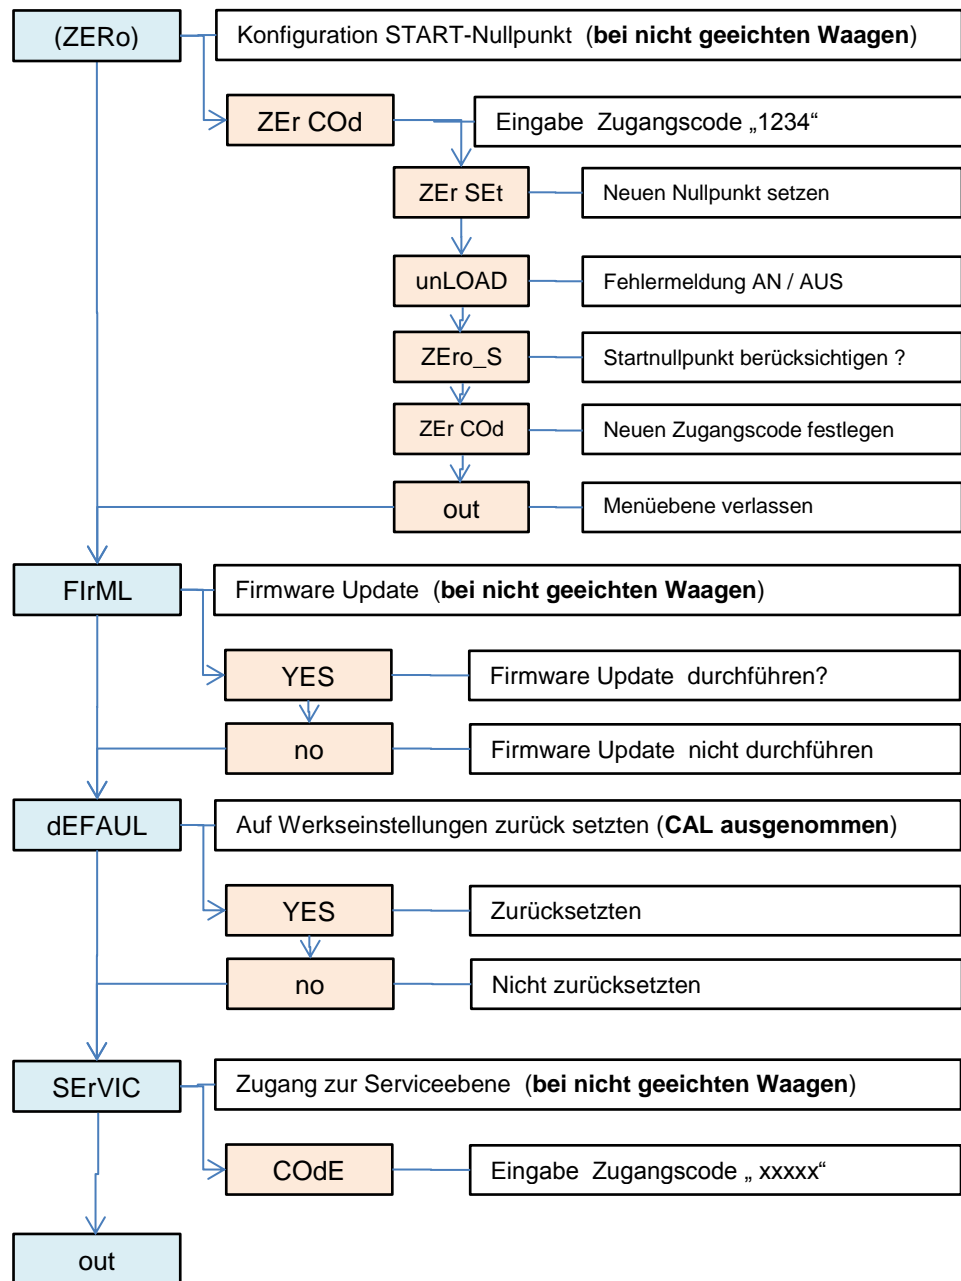 (ZERo)
Konfiguration START-Nullpunkt (bei nicht geeichten Waagen)
ZEr COd
Eingabe Zugangscode „1234“
ZEr SEt
Neuen Nullpunkt setzen
unLOAD
Fehlermeldung AN / AUS
ZEro_S
Startnullpunkt berücksichtigen ?
ZEr COd
Neuen Zugangscode festlegen
out
Menüebene verlassen
FIrML
Firmware Update (bei nicht geeichten Waagen)
YES
Firmware Update durchführen?
no
Firmware Update nicht durchführen
dEFAUL
Auf Werkseinstellungen zurück setzten (CAL ausgenommen)
YES
Zurücksetzten
no
Nicht zurücksetzten
SErVIC
Zugang zur Serviceebene (bei nicht geeichten Waagen)
COdE
Eingabe Zugangscode „ xxxxx“
out